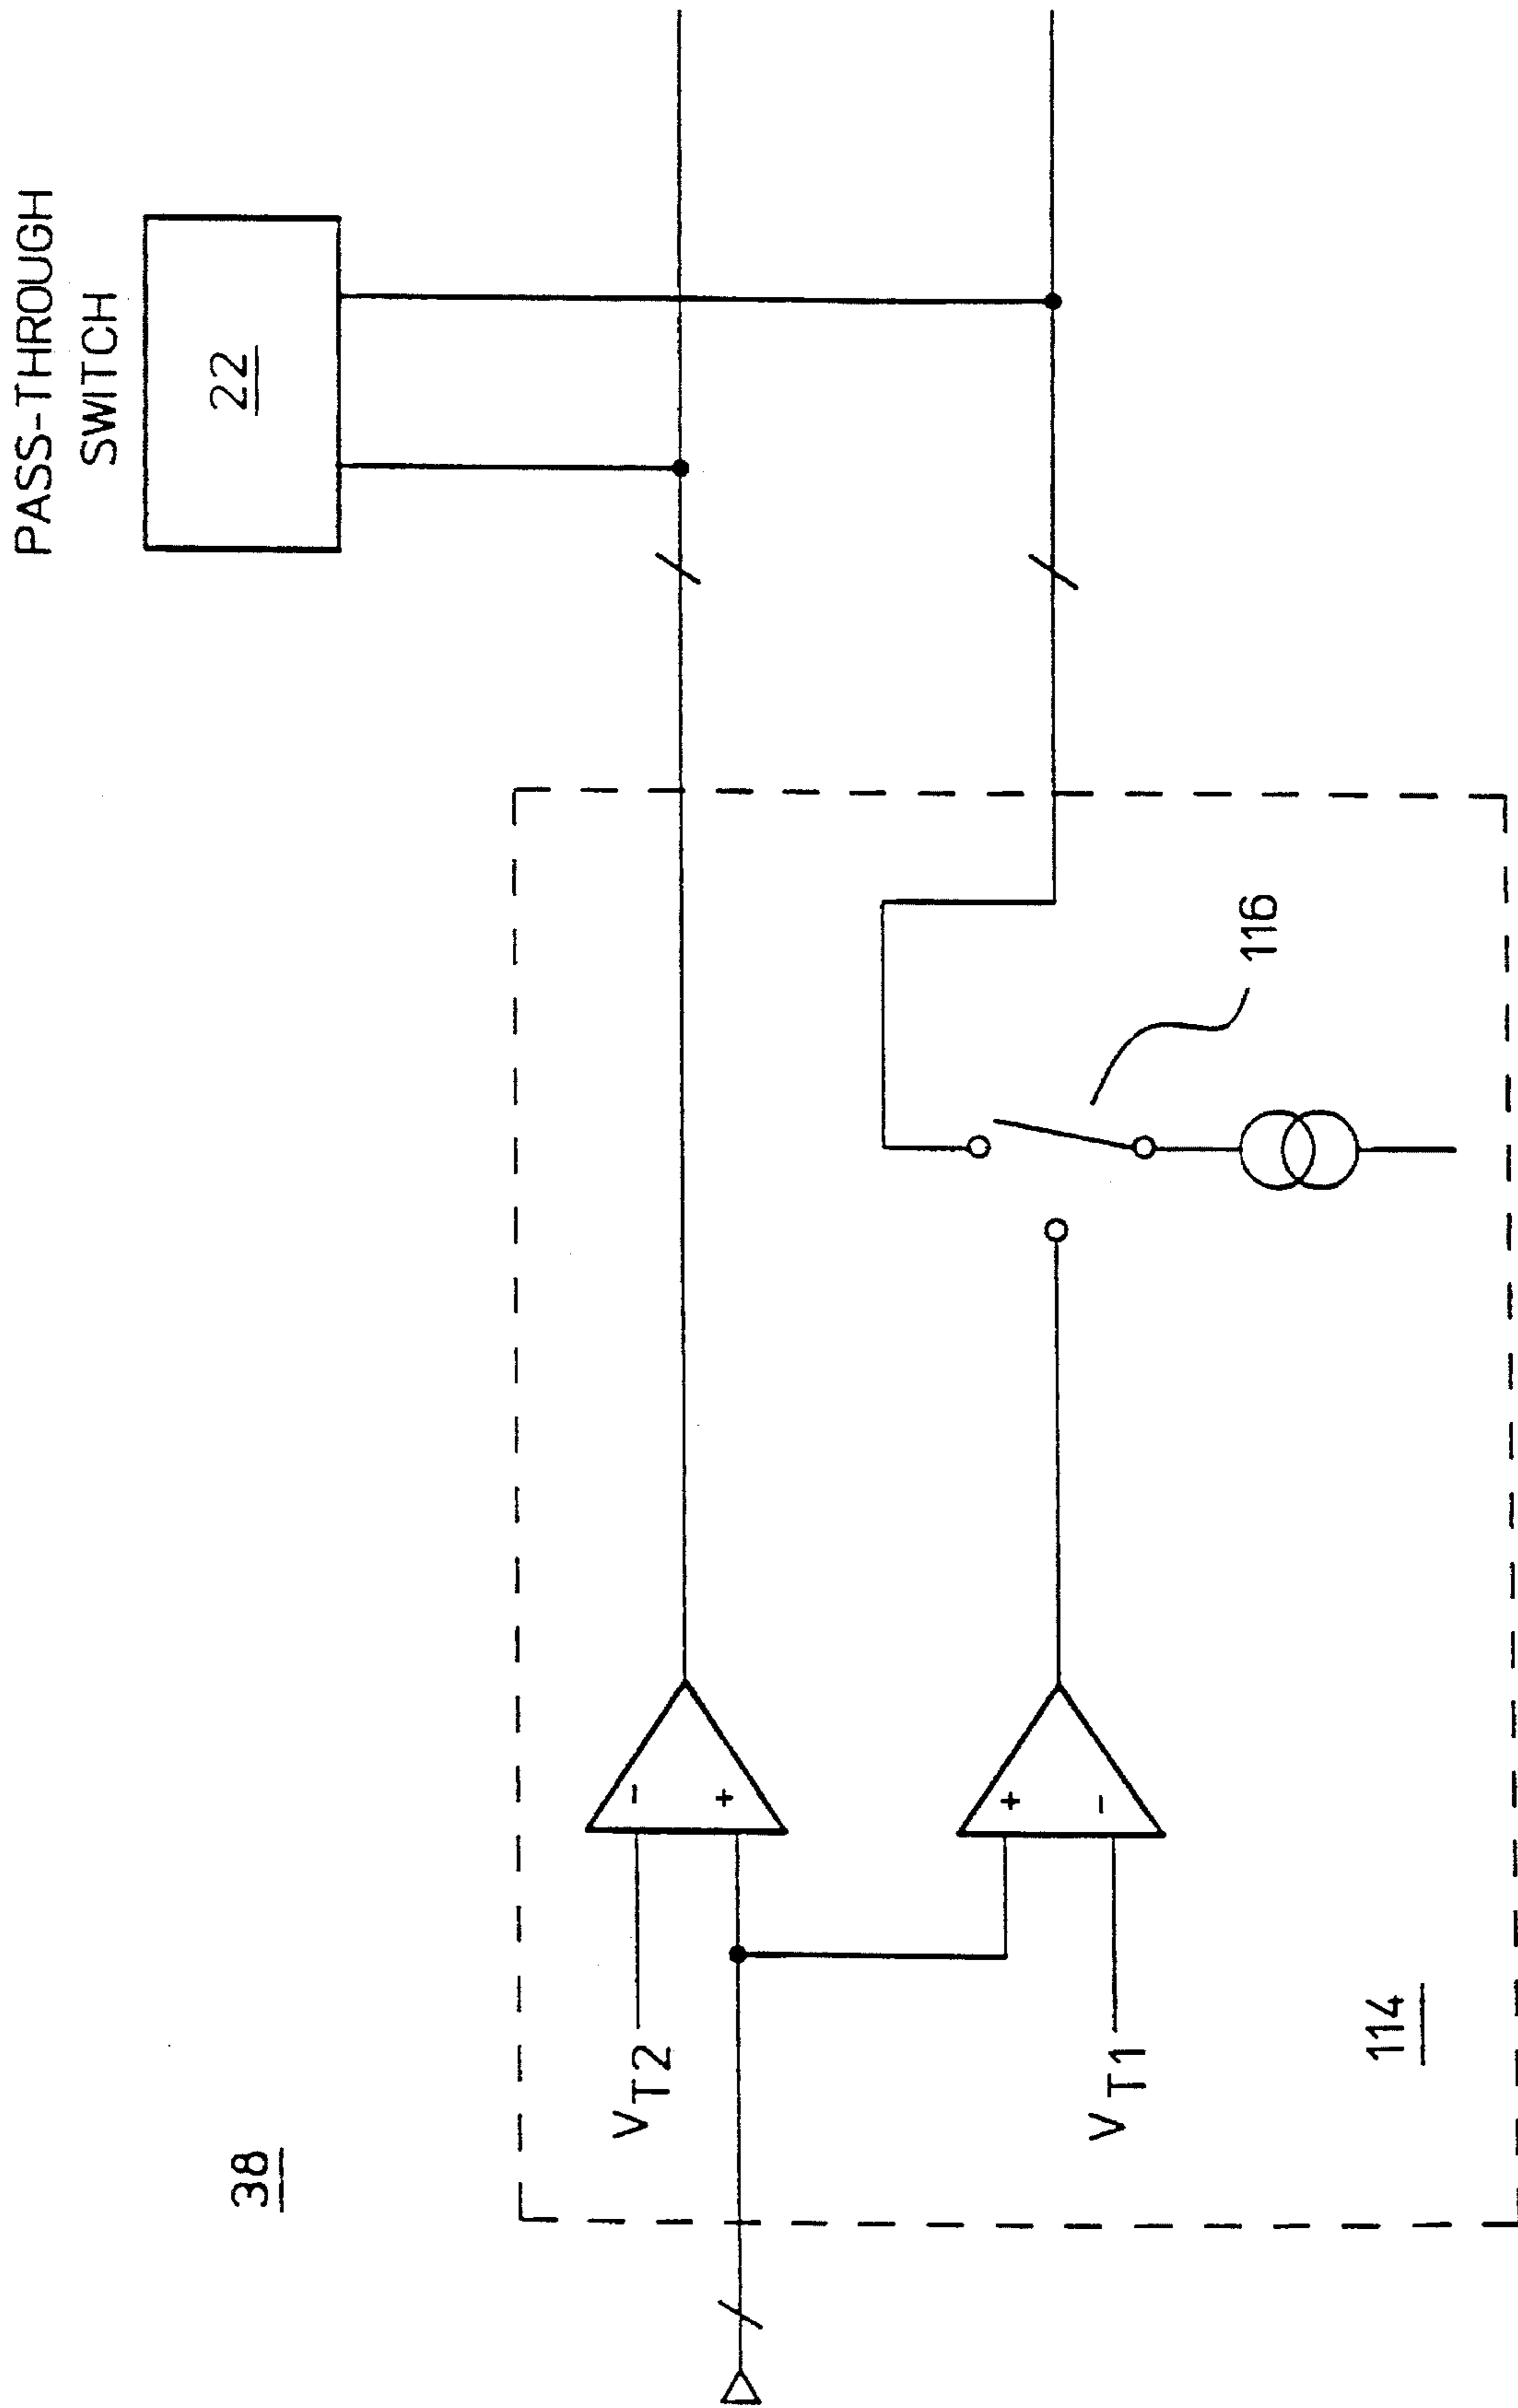 PASS-THROUGH
SWITCH
22
38
VT2
- +
+ -
VT1
116
114